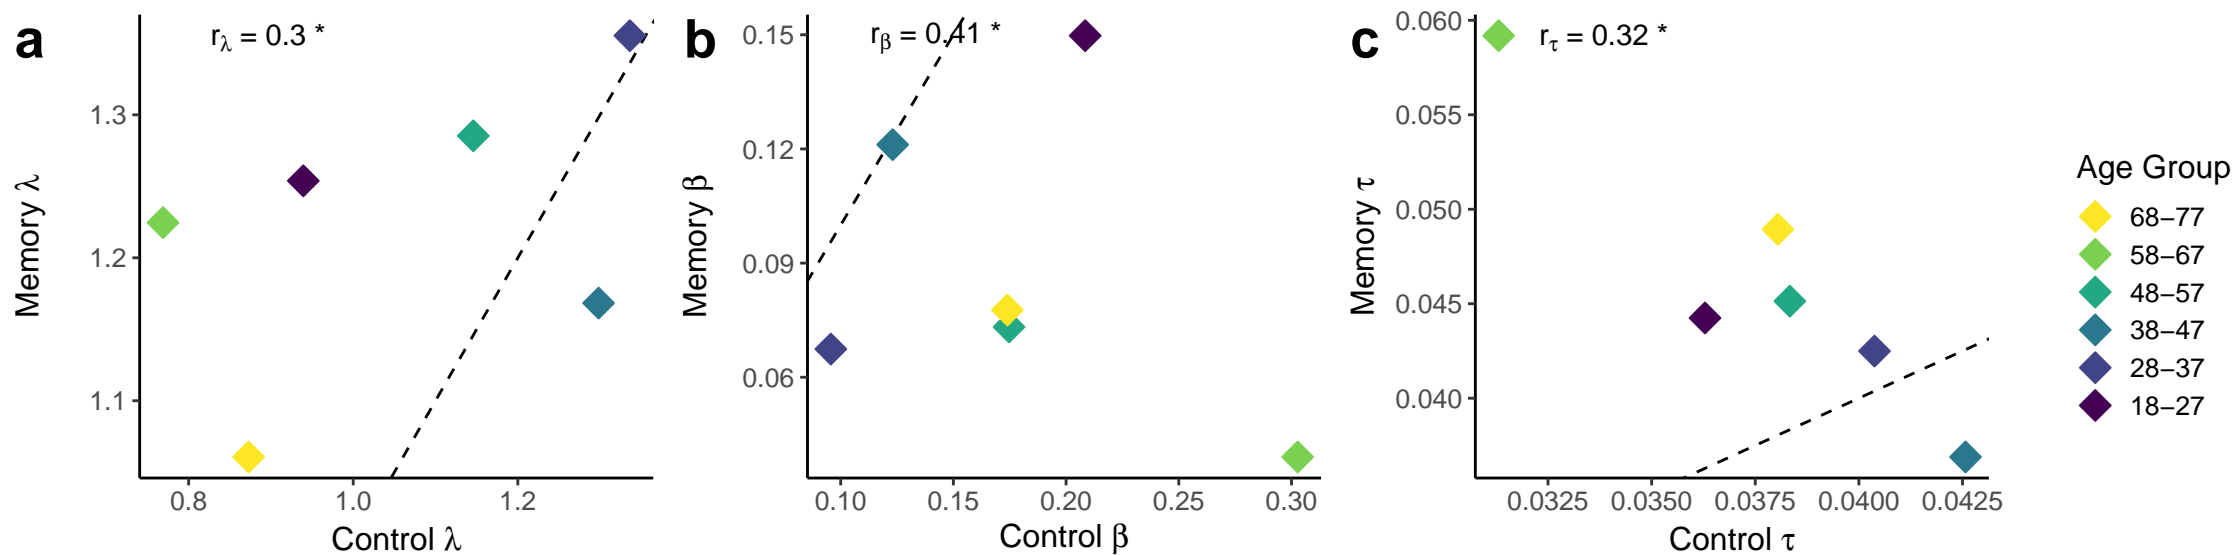 a
rλ = 0.3 *
1.3
1.2
1.1
0.8 1.0 1.2
Memory λ
Control λ
b
rβ = 0.41 *
0.15
0.12
0.09
0.06
0.10 0.15 0.20 0.25 0.30
Memory β
Control β
c
rτ = 0.32 *
0.060
0.055
0.050
0.045
0.040
0.0325 0.0350 0.0375 0.0400 0.0425
Memory τ
Control τ
Age Group
68−77
58−67
48−57
38−47
28−37
18−27